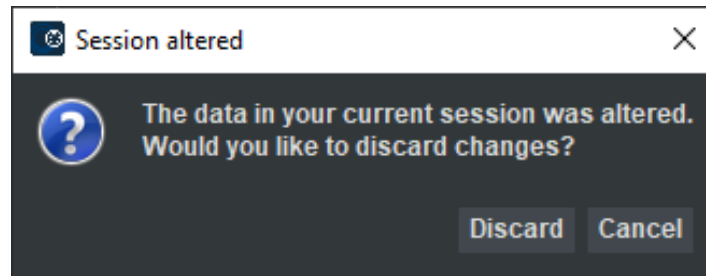 Session altered
The data in your current session was altered.
Would you like to discard changes?
Discard Cancel